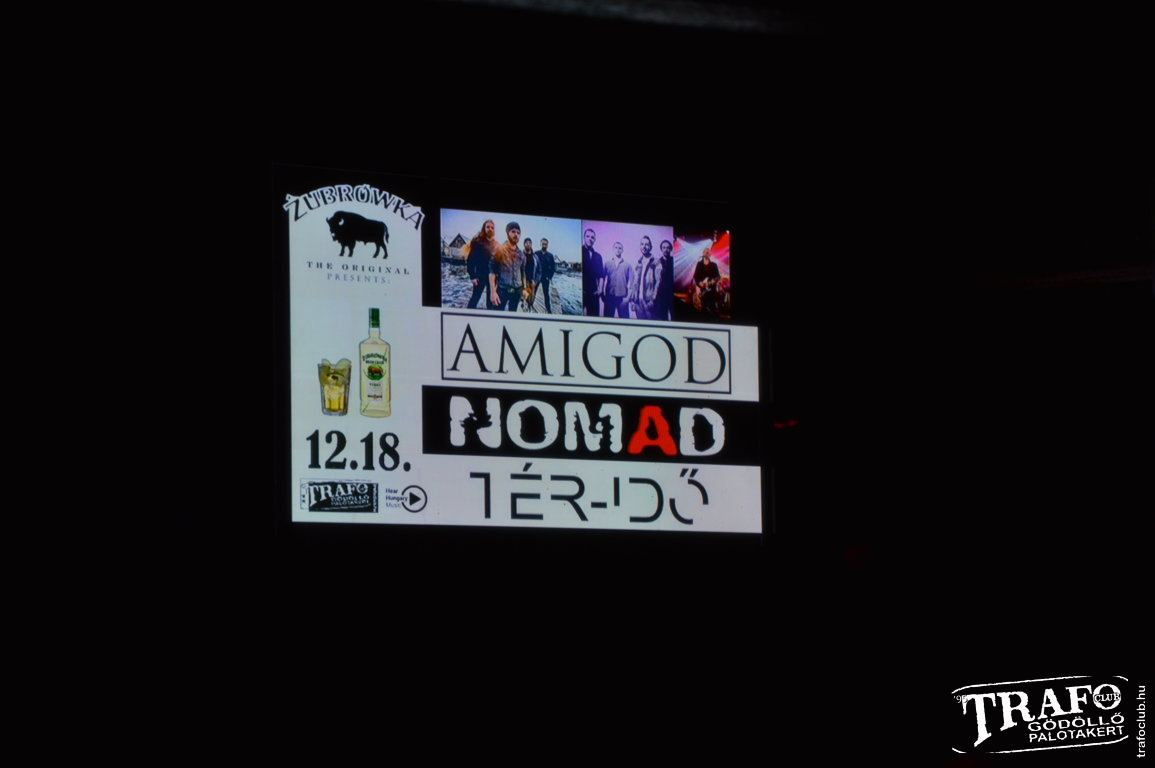 ŻUBRÓWKA
THE ORIGINAL
PRESENTS:
ŻUBRÓWKA
12.18.
TRAFO
GÖDÖLLŐ
PALOTAKERT
Hear
Hungary
Music
AMIGOD
NOMAD
TÉR-IDŐ
TRAFO
CLUB
GÖDÖLLŐ
PALOTAKERT
trafoclub.hu